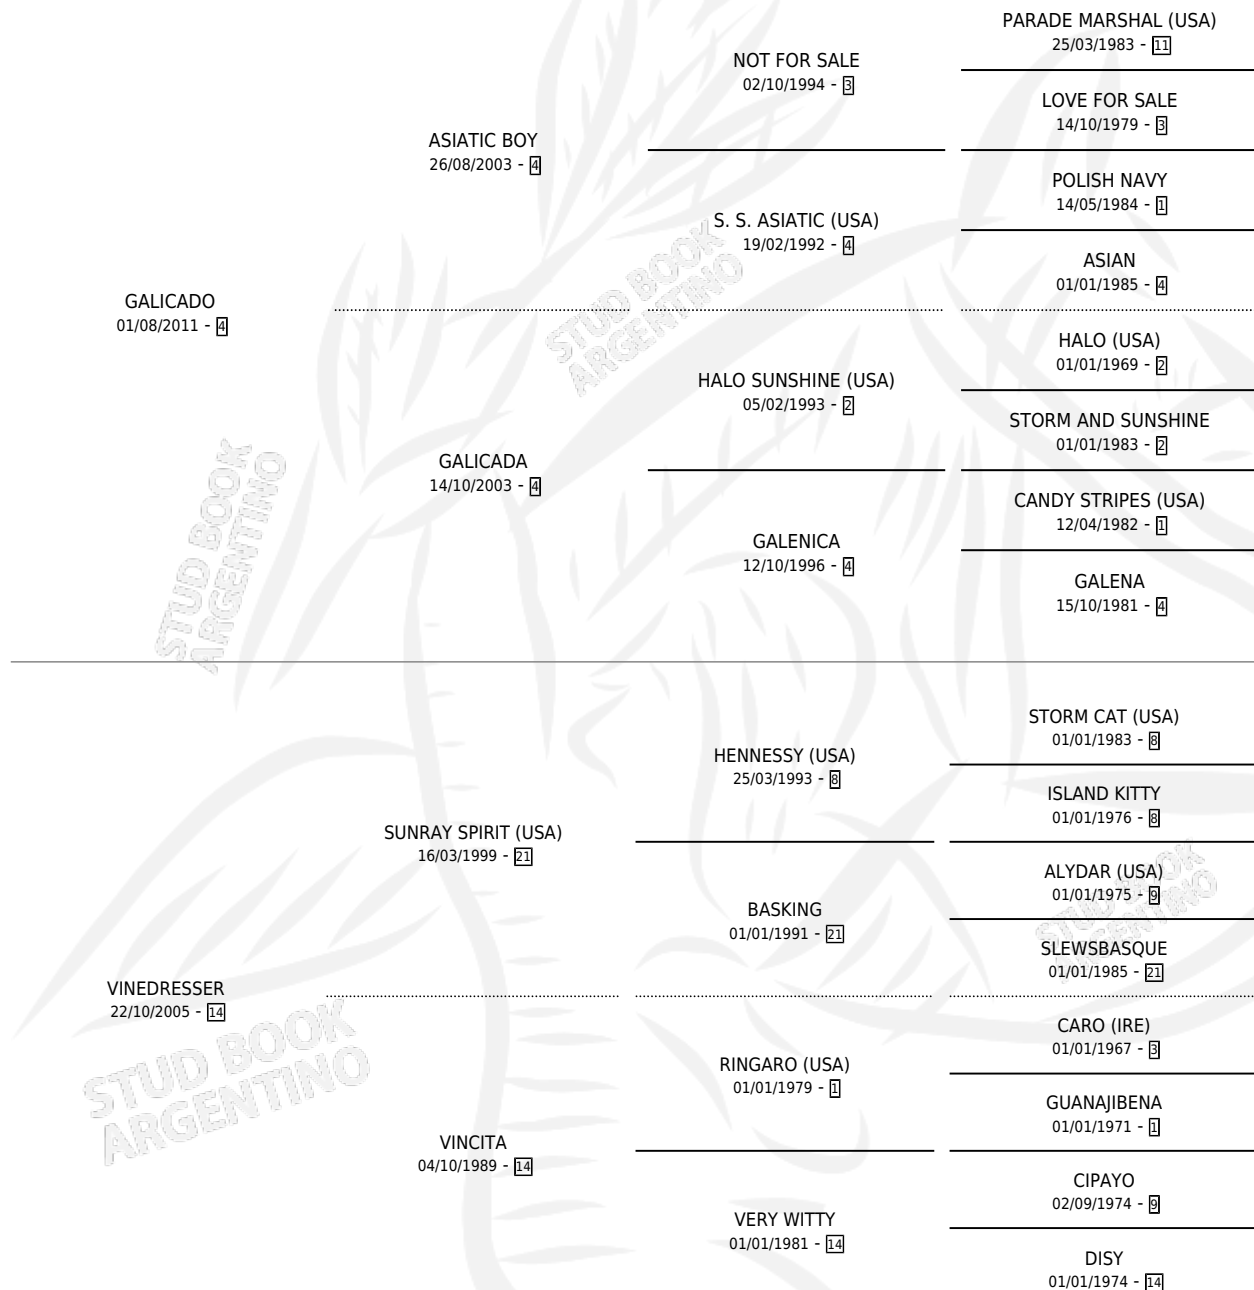 PARADE MARSHAL (USA)
25/03/1983 - 11
NOT FOR SALE
02/10/1994 - 3
LOVE FOR SALE
14/10/1979 - 3
ASIATIC BOY
26/08/2003 - 4
POLISH NAVY
14/05/1984 - 1
S. S. ASIATIC (USA)
19/02/1992 - 4
ASIAN
01/01/1985 - 4
GALICADO
01/08/2011 - 4
HALO (USA)
01/01/1969 - 2
HALO SUNSHINE (USA)
05/02/1993 - 2
STORM AND SUNSHINE
01/01/1983 - 2
GALICADA
14/10/2003 - 4
CANDY STRIPES (USA)
12/04/1982 - 1
GALENICA
12/10/1996 - 4
GALENA
15/10/1981 - 4
STORM CAT (USA)
01/01/1983 - 8
HENNESSY (USA)
25/03/1993 - 8
ISLAND KITTY
01/01/1976 - 8
SUNRAY SPIRIT (USA)
16/03/1999 - 21
ALYDAR (USA)
01/01/1975 - 9
BASKING
01/01/1991 - 21
SLEWSBASQUE
01/01/1985 - 21
VINEDRESSER
22/10/2005 - 14
CARO (IRE)
01/01/1967 - 3
RINGARO (USA)
01/01/1979 - 1
GUANAJIBENA
01/01/1971 - 1
VINCITA
04/10/1989 - 14
CIPAYO
02/09/1974 - 9
VERY WITTY
01/01/1981 - 14
DISY
01/01/1974 - 14
STUD BOOK
ARGENTINO
STUD BOOK
ARGENTINO
STUD BOOK
ARGENTINO
STUD BOOK
ARGENTINO